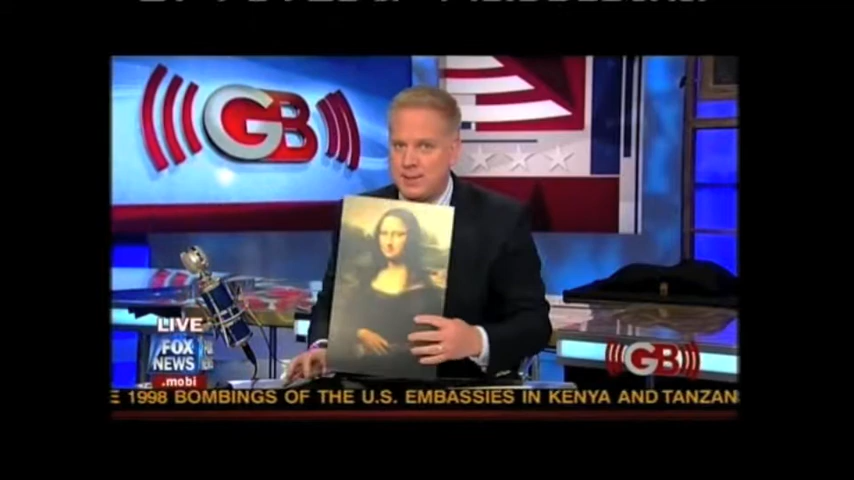 GB
LIVE
FOX
NEWS
.mobi
GB
1998 BOMBINGS OF THE U.S. EMBASSIES IN KENYA AND